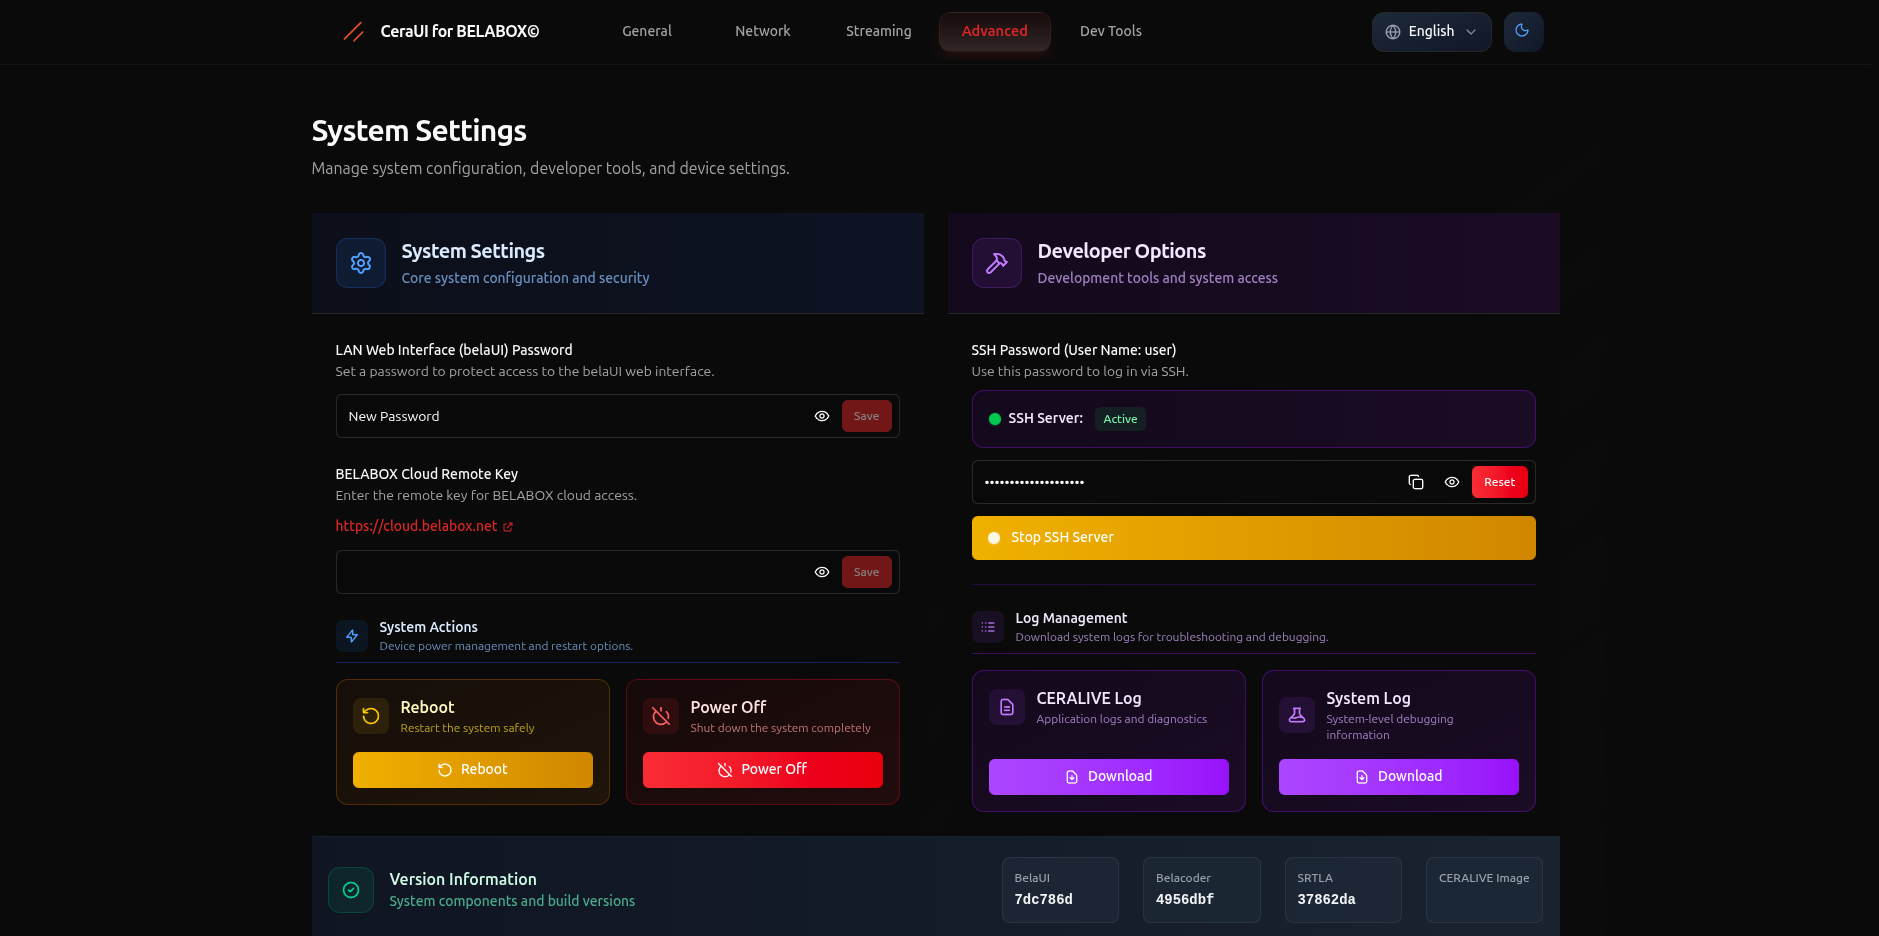 CeraUI for BELABOX©
General
Network
Streaming
Advanced
Dev Tools
English
System Settings
Manage system configuration, developer tools, and device settings.
System Settings
Core system configuration and security
LAN Web Interface (belaUI) Password
Set a password to protect access to the belaUI web interface.
New Password
Save
BELABOX Cloud Remote Key
Enter the remote key for BELABOX cloud access.
https://cloud.belabox.net
Save
System Actions
Device power management and restart options.
Reboot
Restart the system safely
Reboot
Power Off
Shut down the system completely
Power Off
Developer Options
Development tools and system access
SSH Password (User Name: user)
Use this password to log in via SSH.
SSH Server:
Active
••••••••••••••••••••
Reset
Stop SSH Server
Log Management
Download system logs for troubleshooting and debugging.
CERALIVE Log
Application logs and diagnostics
Download
System Log
System-level debugging
information
Download
Version Information
System components and build versions
BelaUI
7dc786d
Belacoder
4956dbf
SRTLA
37862da
CERALIVE Image